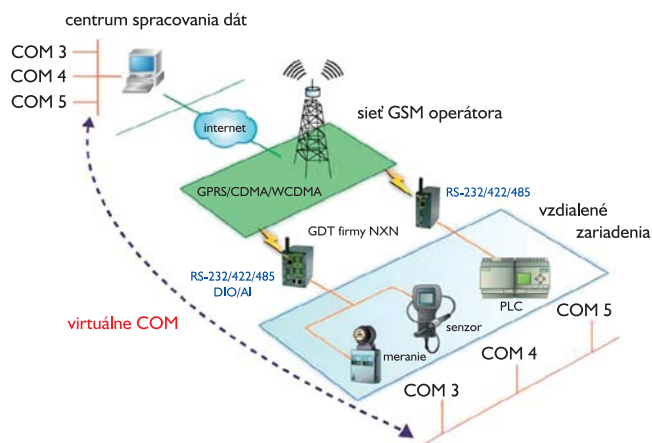 centrum spracovania dát
COM 3
COM 4
COM 5
internet
sieť GSM operátora
GPRS/CDMA/WCDMA
RS-232/422/485
GDT firmy NXN
vzdialené
zariadenia
RS-232/422/485
DIO/AI
PLC
senzor
meranie
virtuálne COM
COM 5
COM 4
COM 3